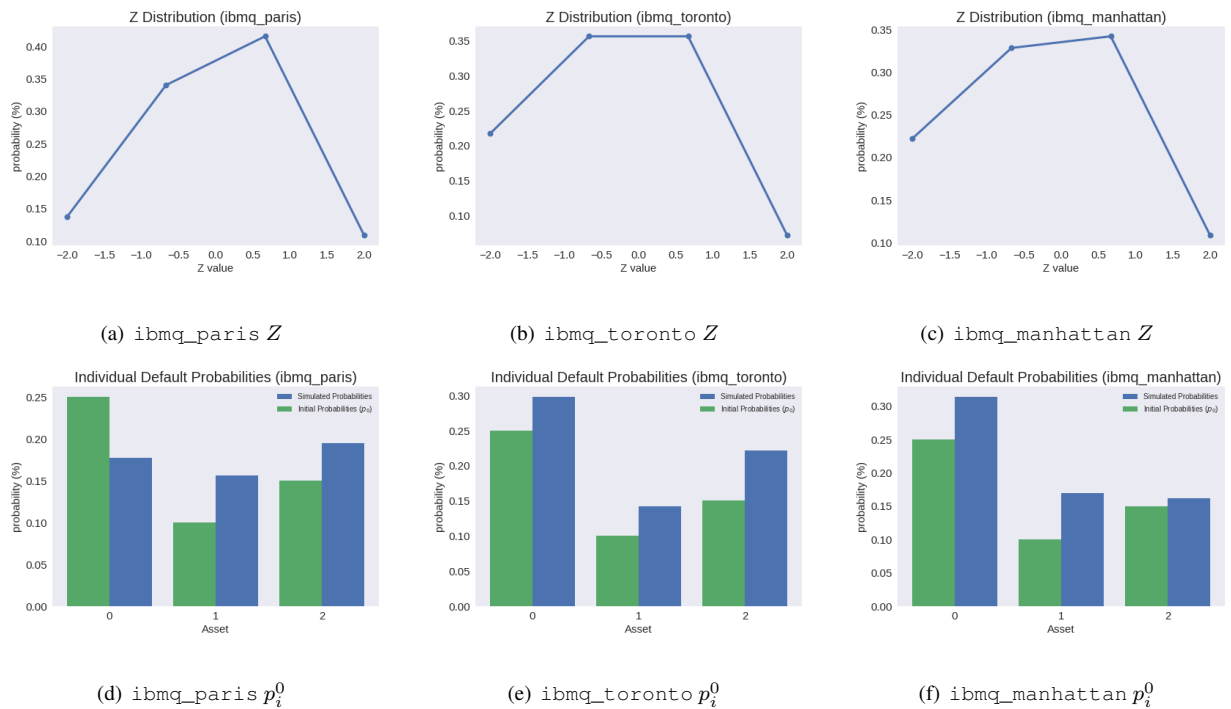 Z Distribution (ibmq_paris)
0.40
0.35
0.30
0.25
0.20
0.15
0.10
probability (%)
−2.0 −1.5 −1.0 −0.5 0.0 0.5 1.0 1.5 2.0
Z value
(a) ibmq_paris Z
Z Distribution (ibmq_toronto)
0.35
0.30
0.25
0.20
0.15
0.10
probability (%)
−2.0 −1.5 −1.0 −0.5 0.0 0.5 1.0 1.5 2.0
Z value
(b) ibmq_toronto Z
Z Distribution (ibmq_manhattan)
0.35
0.30
0.25
0.20
0.15
0.10
probability (%)
−2.0 −1.5 −1.0 −0.5 0.0 0.5 1.0 1.5 2.0
Z value
(c) ibmq_manhattan Z
Individual Default Probabilities (ibmq_paris)
Simulated Probabilities
Initial Probabilities (p₀)
0.25
0.20
0.15
0.10
0.05
0.00
probability (%)
0 1 2
Asset
(d) ibmq_paris p_i^0
Individual Default Probabilities (ibmq_toronto)
Simulated Probabilities
Initial Probabilities (p₀)
0.30
0.25
0.20
0.15
0.10
0.05
0.00
probability (%)
0 1 2
Asset
(e) ibmq_toronto p_i^0
Individual Default Probabilities (ibmq_manhattan)
Simulated Probabilities
Initial Probabilities (p₀)
0.30
0.25
0.20
0.15
0.10
0.05
0.00
probability (%)
0 1 2
Asset
(f) ibmq_manhattan p_i^0